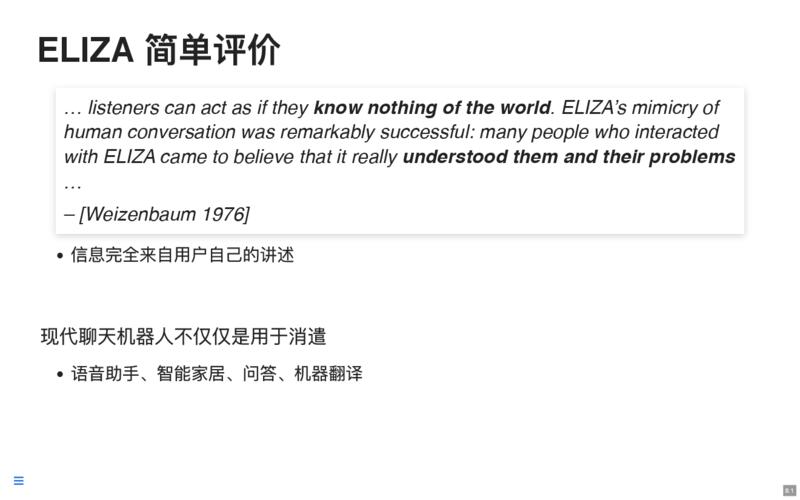 ELIZA 简单评价
… listeners can act as if they know nothing of the world. ELIZA’s mimicry of
human conversation was remarkably successful: many people who interacted
with ELIZA came to believe that it really understood them and their problems
…
– [Weizenbaum 1976]
• 信息完全来自用户自己的讲述
现代聊天机器人不仅仅是用于消遣
• 语音助手、智能家居、问答、机器翻译